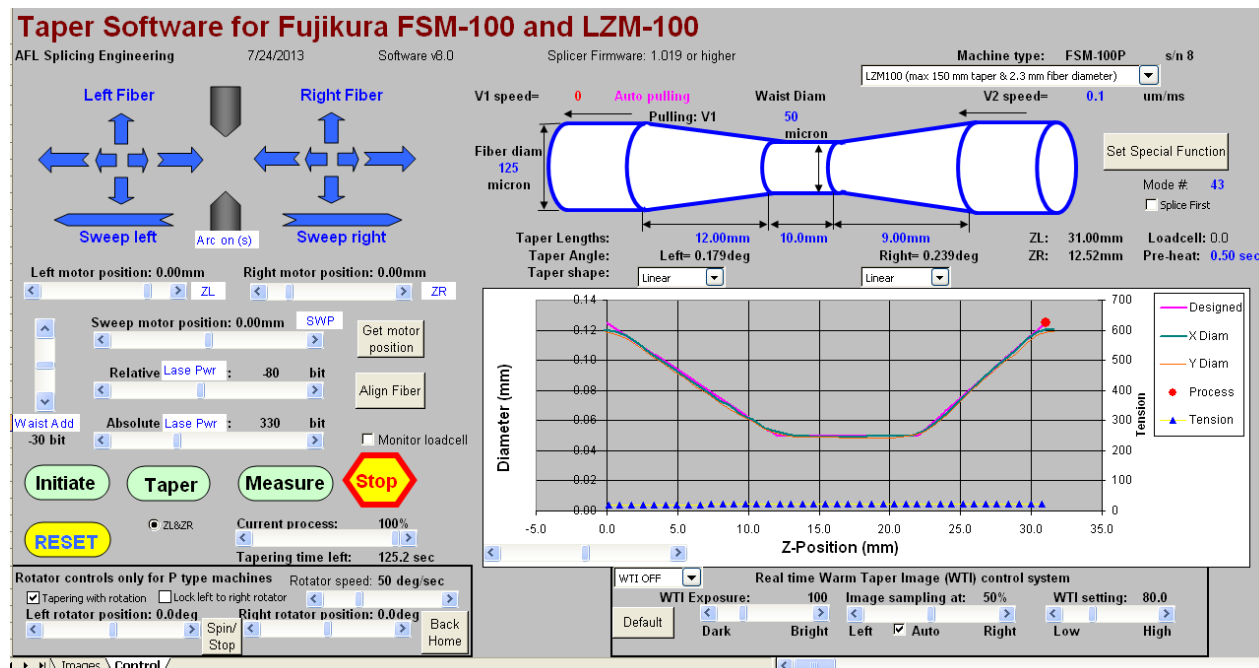 Taper Software for Fujikura FSM-100 and LZM-100
AFL Splicing Engineering 7/24/2013 Software v6.0 Splicer Firmware: 1.019 or higher Machine type: FSM-100P s/n 8
LZM100 (max 150 mm taper & 2.3 mm fiber diameter)
Left Fiber Right Fiber
V1 speed= 0 Auto pulling Waist Diam V2 speed= 0.1 um/ms
Pulling: V1 50
micron
Fiber diam
125
micron
Set Special Function
Mode #: 43
Splice First
Sweep left Arc on (s) Sweep right
Taper Lengths: 12.00mm 10.0mm 9.00mm ZL: 31.00mm Loadcell: 0.0
Taper Angle: Left= 0.179deg Right= 0.239deg ZR: 12.52mm Pre-heat: 0.50 sec
Taper shape: Linear Linear
Left motor position: 0.00mm Right motor position: 0.00mm
ZL ZR
Sweep motor position: 0.00mm SWP
Get motor
position
Relative Lase Pwr : -80 bit
Align Fiber
Waist Add
-30 bit
Absolute Lase Pwr : 330 bit
Monitor loadcell
Initiate Taper Measure Stop
RESET
ZL&ZR
Current process: 100%
Tapering time left: 125.2 sec
Diameter (mm)
0.14
0.12
0.10
0.08
0.06
0.04
0.02
0.00
-5.0 0.0 5.0 10.0 15.0 20.0 25.0 30.0 35.0
Z-Position (mm)
700
600
500
400
300
200
100
0
Tension
Designed
X Diam
Y Diam
Process
Tension
Rotator controls only for P type machines Rotator speed: 50 deg/sec
Tapering with rotation Lock left to right rotator
Left rotator position: 0.0deg Right rotator position: 0.0deg
Spin/
Stop
Back
Home
WTI OFF Real time Warm Taper Image (WTI) control system
Default
WTI Exposure: 100 Image sampling at: 50% WTI setting: 80.0
Dark Bright Left Auto Right Low High
Images Control